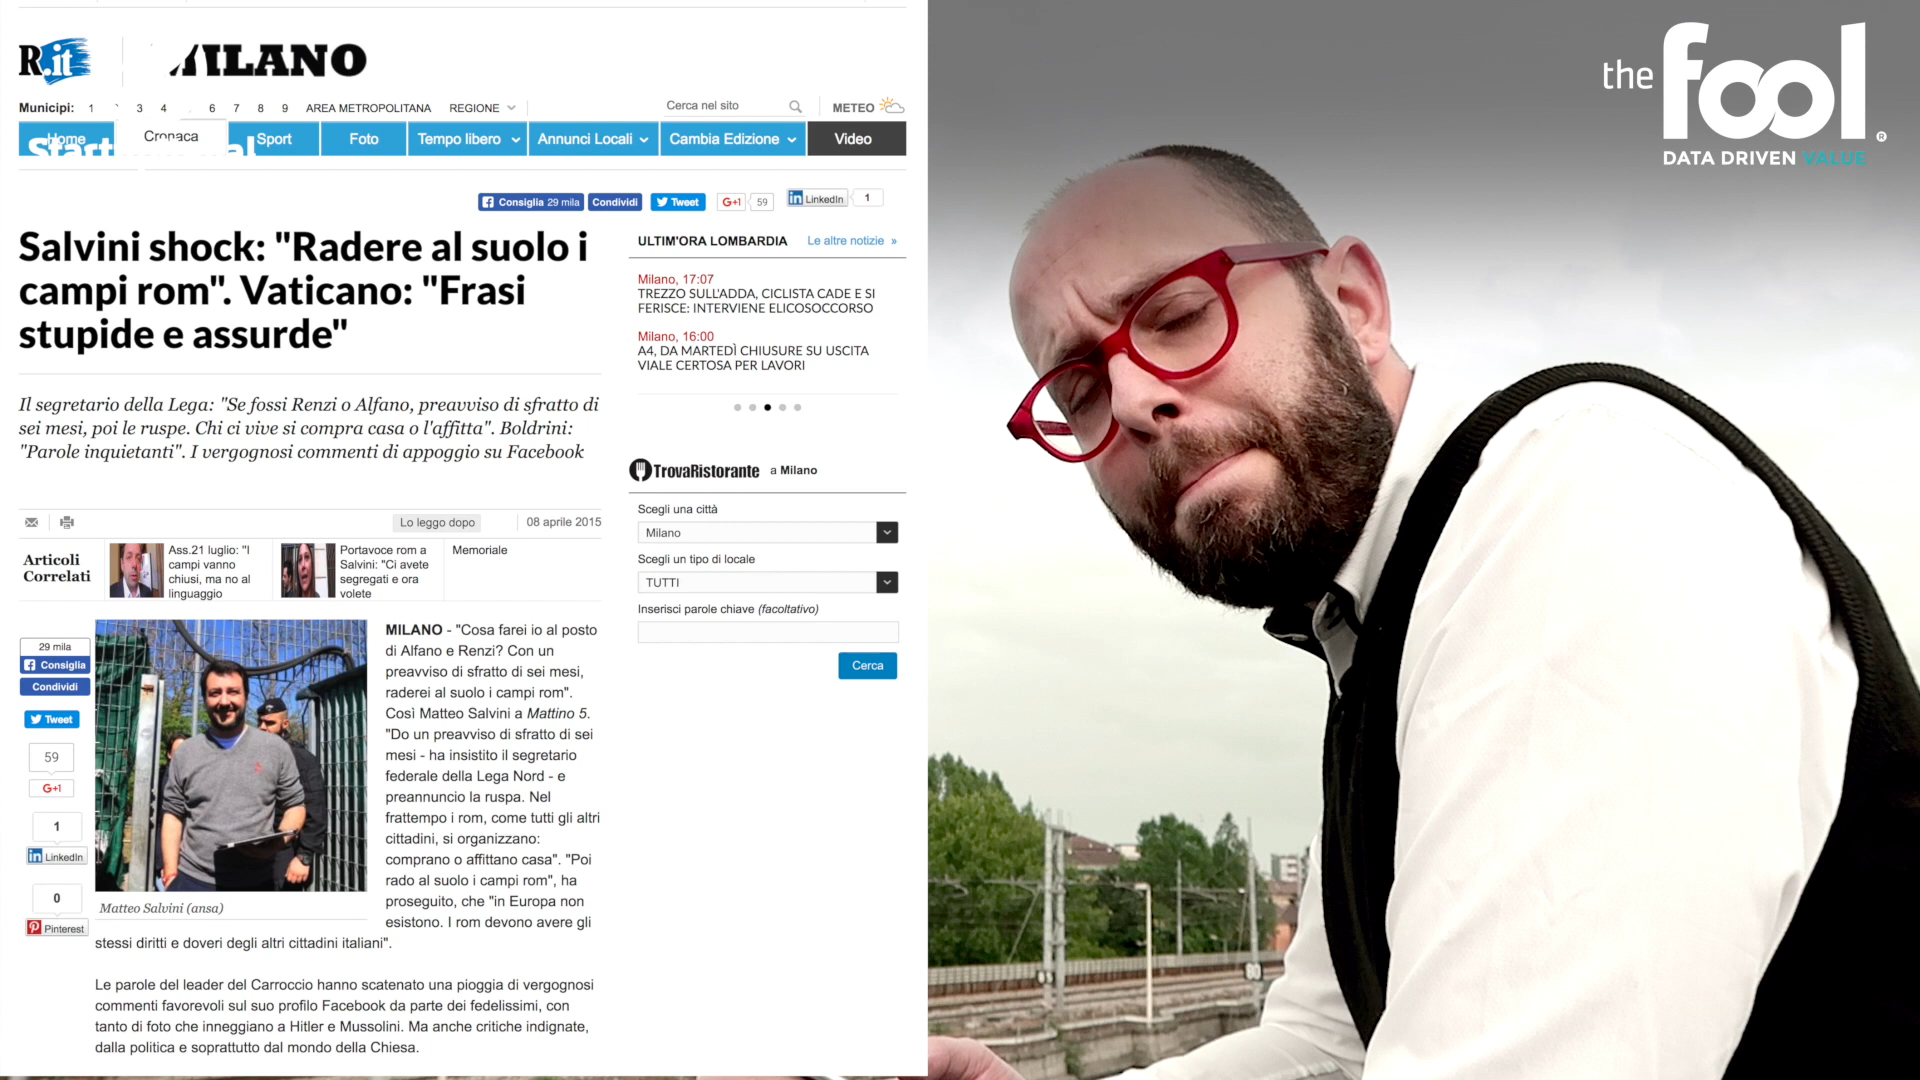 R.it MILANO
Municipi: 1 3 4 6 7 8 9 AREA METROPOLITANA REGIONE
Cerca nel sito
METEO
Home Cronaca Sport Foto Tempo libero Annunci Locali Cambia Edizione Video
Consiglia 29 mila Condividi Tweet G+1 59 LinkedIn 1
Salvini shock: "Radere al suolo i
campi rom". Vaticano: "Frasi
stupide e assurde"
Il segretario della Lega: "Se fossi Renzi o Alfano, preavviso di sfratto di
sei mesi, poi le ruspe. Chi ci vive si compra casa o l'affitta". Boldrini:
"Parole inquietanti". I vergognosi commenti di appoggio su Facebook
Lo leggo dopo
08 aprile 2015
Articoli
Correlati
Ass.21 luglio: "I
campi vanno
chiusi, ma no al
linguaggio
Portavoce rom a
Salvini: "Ci avete
segregati e ora
volete
Memoriale
29 mila
Consiglia
Condividi
Tweet
59
G+1
1
LinkedIn
0
Pinterest
Matteo Salvini (ansa)
MILANO - "Cosa farei io al posto
di Alfano e Renzi? Con un
preavviso di sfratto di sei mesi,
raderei al suolo i campi rom".
Così Matteo Salvini a Mattino 5.
"Do un preavviso di sfratto di sei
mesi - ha insistito il segretario
federale della Lega Nord - e
preannuncio la ruspa. Nel
frattempo i rom, come tutti gli altri
cittadini, si organizzano:
comprano o affittano casa". "Poi
rado al suolo i campi rom", ha
proseguito, che "in Europa non
esistono. I rom devono avere gli
stessi diritti e doveri degli altri cittadini italiani".
Le parole del leader del Carroccio hanno scatenato una pioggia di vergognosi
commenti favorevoli sul suo profilo Facebook da parte dei fedelissimi, con
tanto di foto che inneggiano a Hitler e Mussolini. Ma anche critiche indignate,
dalla politica e soprattutto dal mondo della Chiesa.
ULTIM'ORA LOMBARDIA
Le altre notizie »
Milano, 17:07
TREZZO SULL'ADDA, CICLISTA CADE E SI
FERISCE: INTERVIENE ELICOSOCCORSO
Milano, 16:00
A4, DA MARTEDÌ CHIUSURE SU USCITA
VIALE CERTOSA PER LAVORI
TrovaRistorante a Milano
Scegli una città
Milano
Scegli un tipo di locale
TUTTI
Inserisci parole chiave (facoltativo)
Cerca
the fool ®
DATA DRIVEN VALUE
80